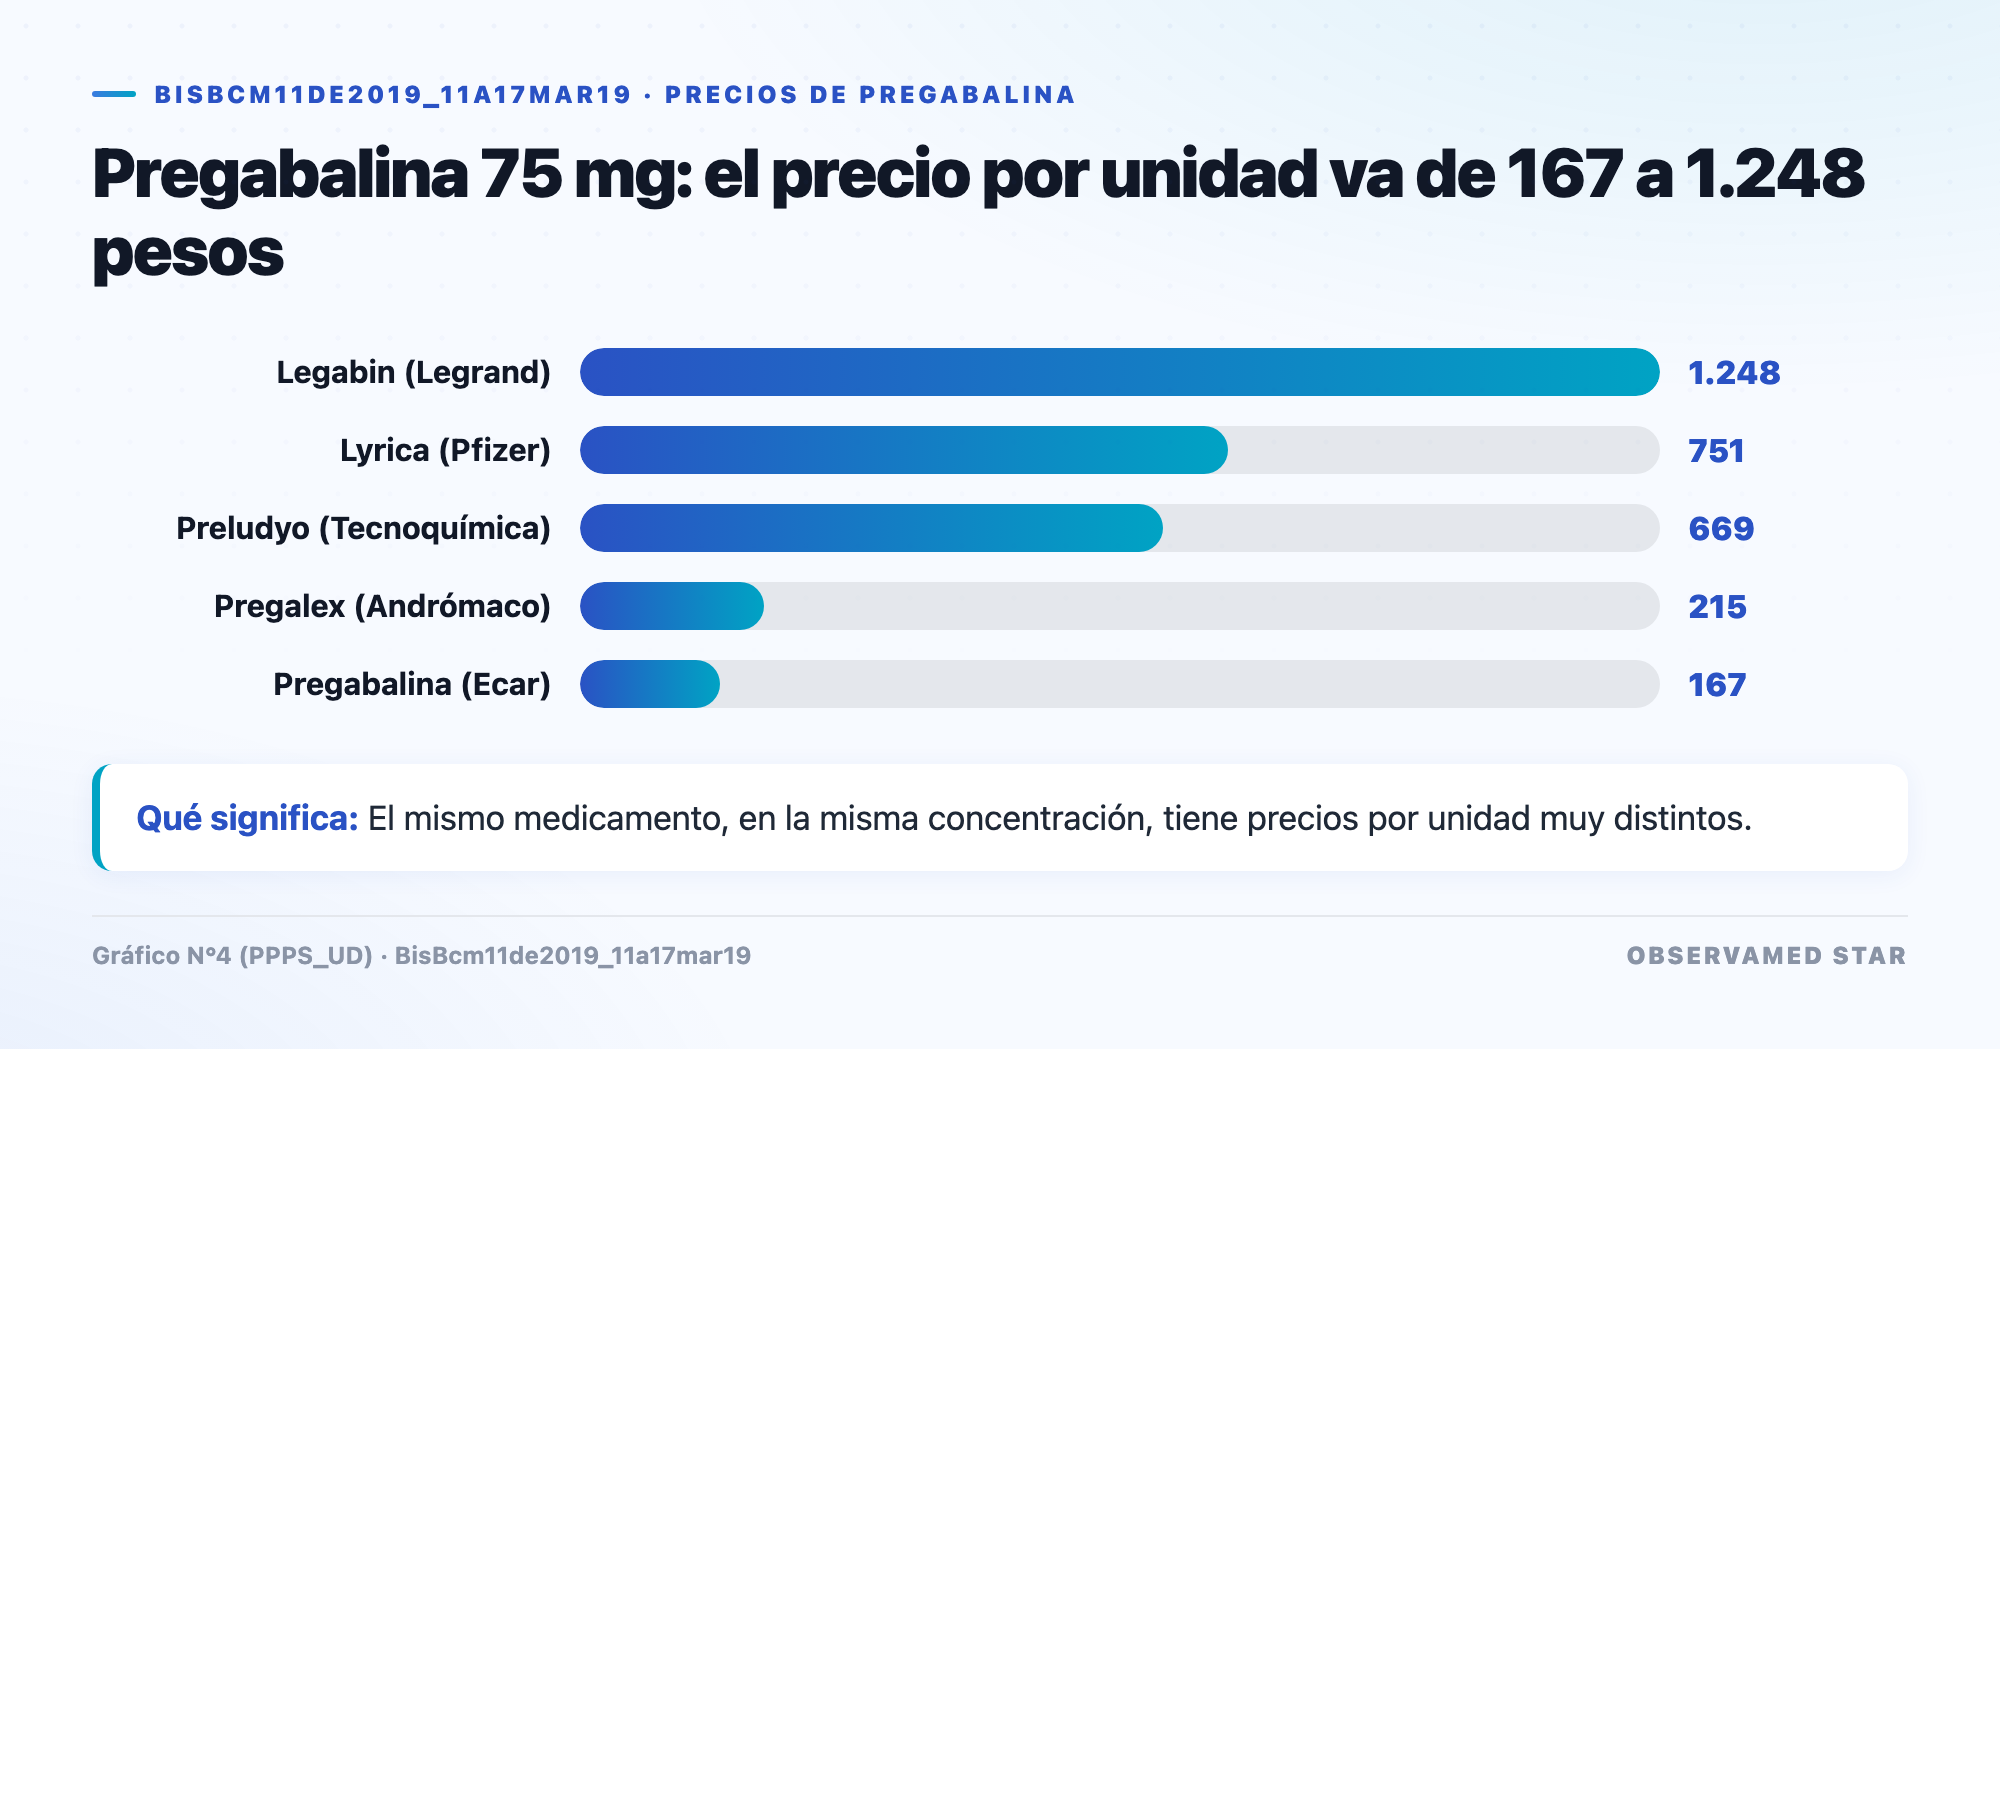 BISBCM11DE2019_11A17MAR19 · PRECIOS DE PREGABALINA
Pregabalina 75 mg: el precio por unidad va de 167 a 1.248
pesos
Legabin (Legrand) 1.248
Lyrica (Pfizer) 751
Preludyo (Tecnoquímica) 669
Pregalex (Andrómaco) 215
Pregabalina (Ecar) 167
Qué significa: El mismo medicamento, en la misma concentración, tiene precios por unidad muy distintos.
Gráfico Nº4 (PPPS_UD) · BisBcm11de2019_11a17mar19 OBSERVAMED STAR